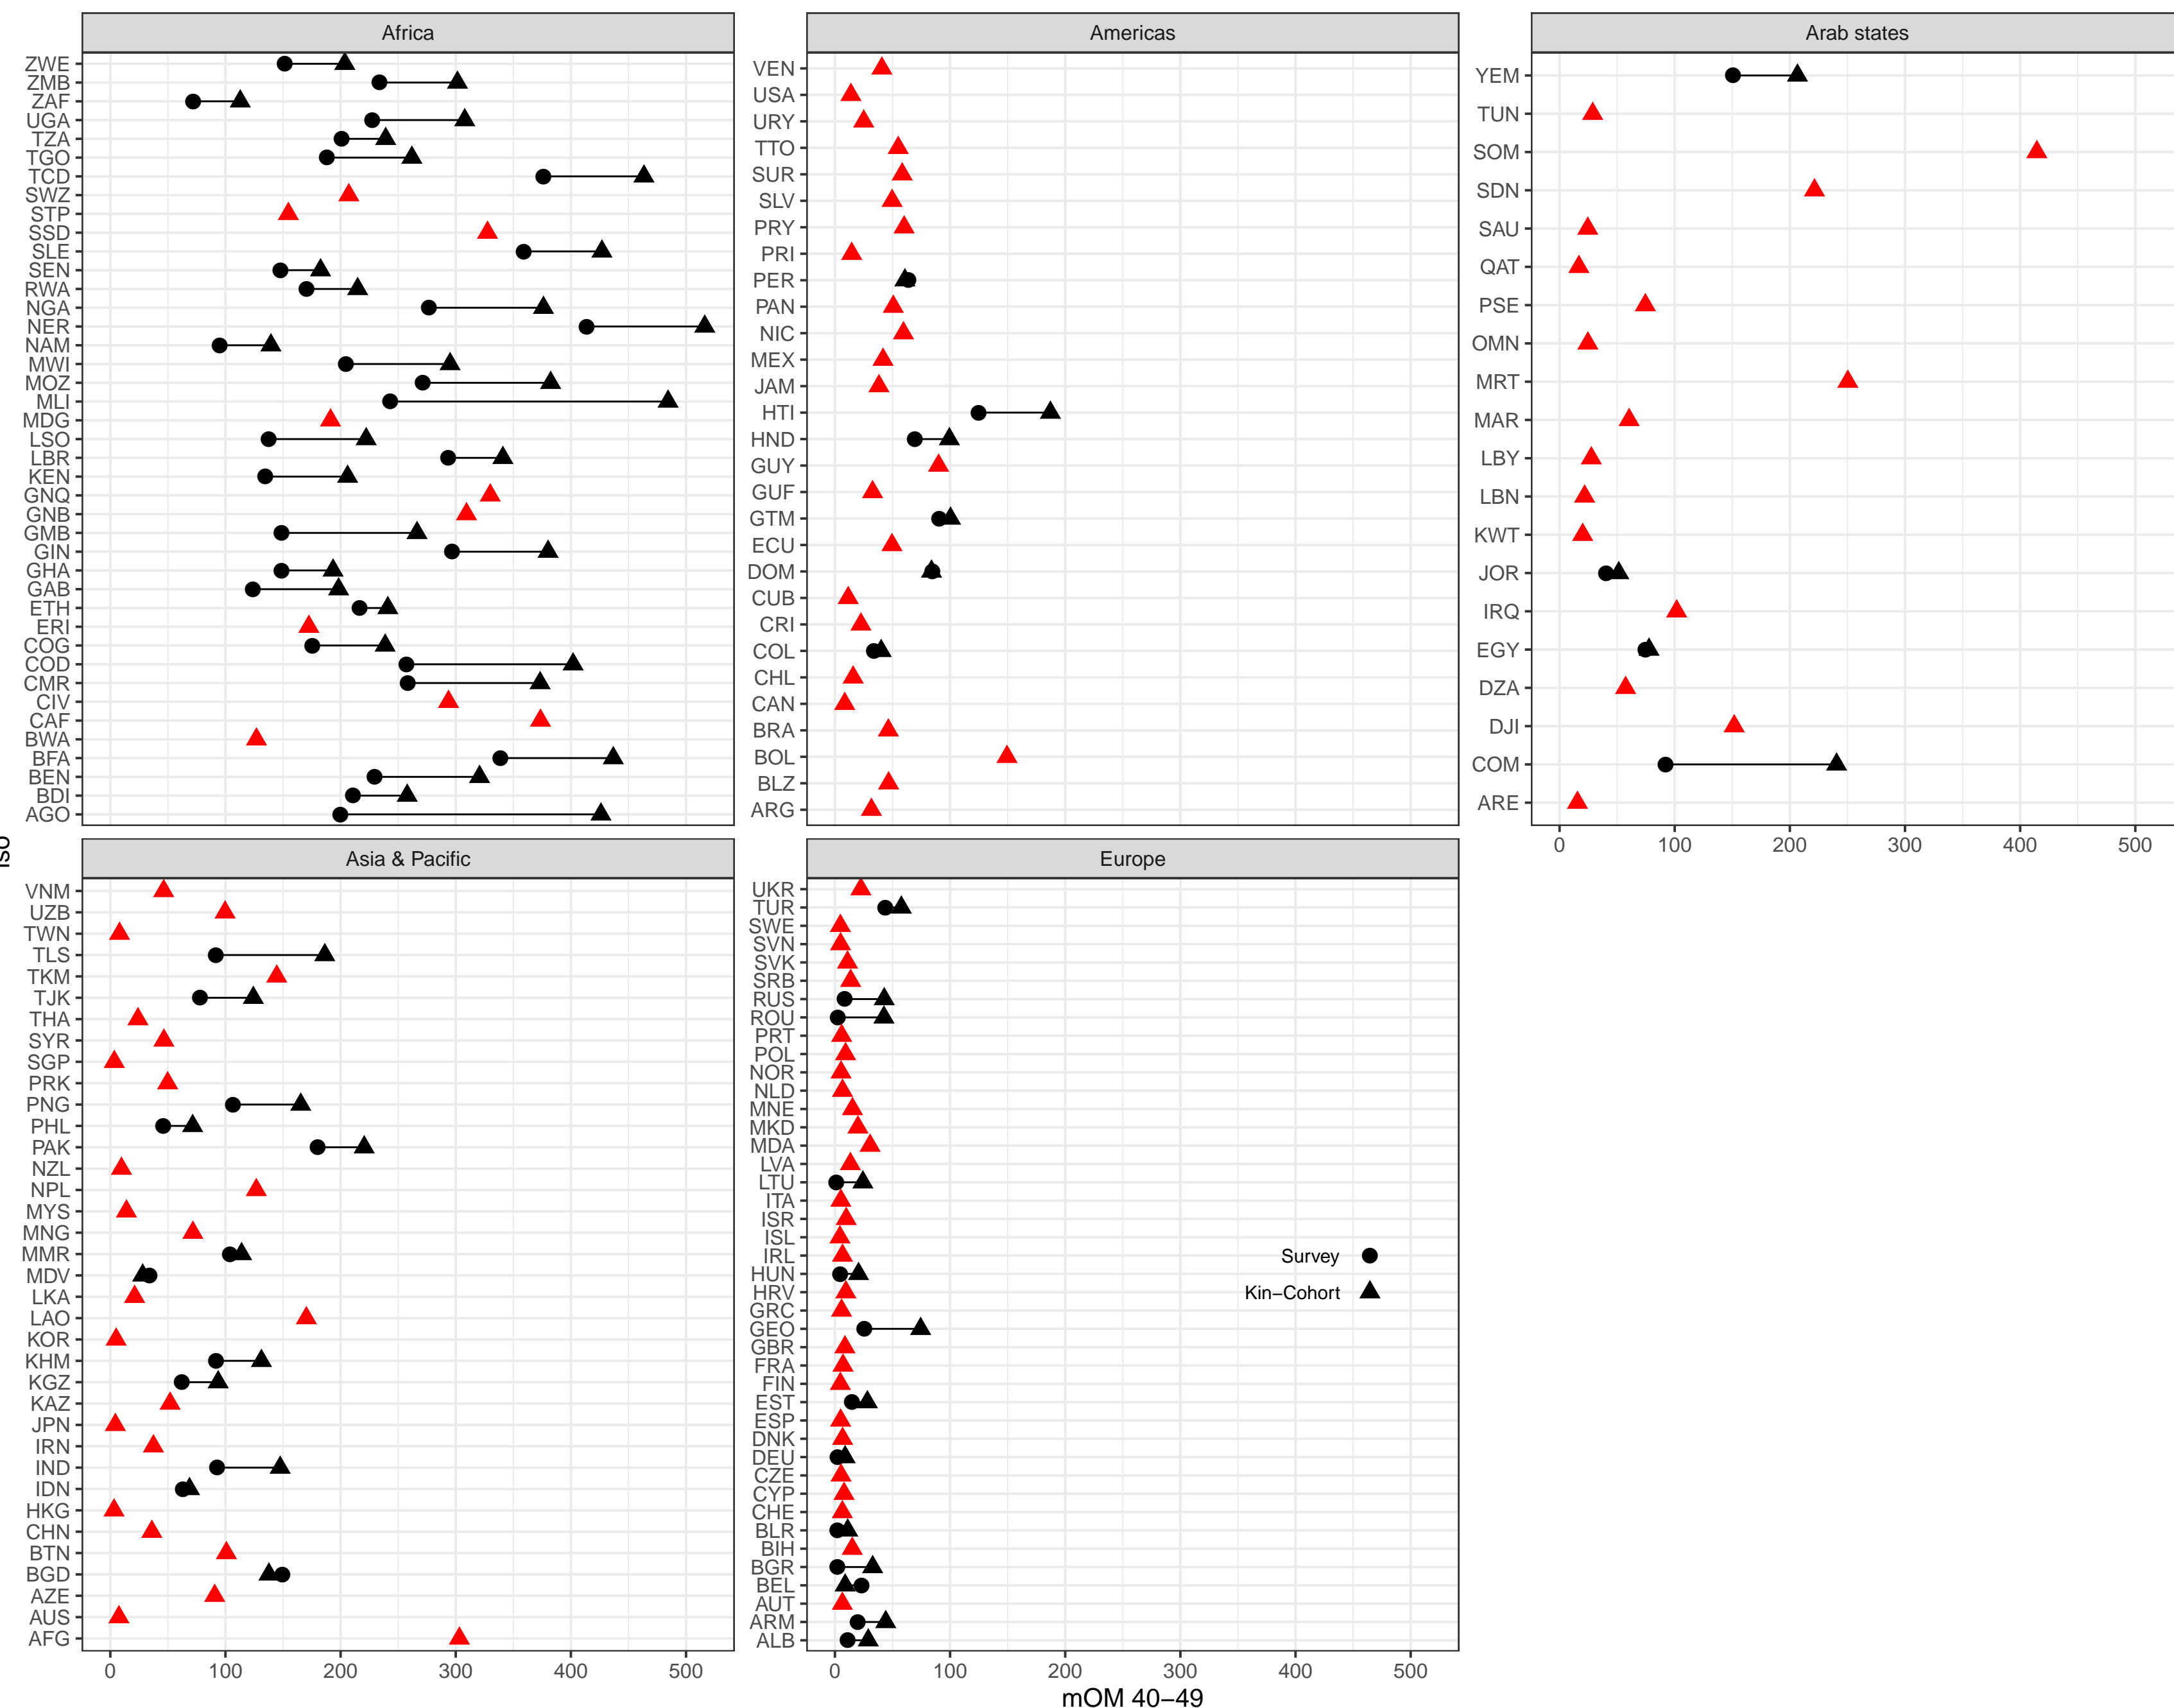 Africa
ZWE
ZMB
ZAF
UGA
TZA
TGO
TCD
SWZ
STP
SSD
SLE
SEN
RWA
NGA
NER
NAM
MWI
MOZ
MLI
MDG
LSO
LBR
KEN
GNQ
GNB
GMB
GIN
GHA
GAB
ETH
ERI
COG
COD
CMR
CIV
CAF
BWA
BFA
BEN
BDI
AGO
Americas
VEN
USA
URY
TTO
SUR
SLV
PRY
PRI
PER
PAN
NIC
MEX
JAM
HTI
HND
GUY
GUF
GTM
ECU
DOM
CUB
CRI
COL
CHL
CAN
BRA
BOL
BLZ
ARG
Arab states
YEM
TUN
SOM
SDN
SAU
QAT
PSE
OMN
MRT
MAR
LBY
LBN
KWT
JOR
IRQ
EGY
DZA
DJI
COM
ARE
0 100 200 300 400 500
iso
Asia & Pacific
VNM
UZB
TWN
TLS
TKM
TJK
THA
SYR
SGP
PRK
PNG
PHL
PAK
NZL
NPL
MYS
MNG
MMR
MDV
LKA
LAO
KOR
KHM
KGZ
KAZ
JPN
IRN
IND
IDN
HKG
CHN
BTN
BGD
AZE
AUS
AFG
0 100 200 300 400 500
Europe
UKR
TUR
SWE
SVN
SVK
SRB
RUS
ROU
PRT
POL
NOR
NLD
MNE
MKD
MDA
LVA
LTU
ITA
ISR
ISL
IRL
HUN
HRV
GRC
GEO
GBR
FRA
FIN
EST
ESP
DNK
DEU
CZE
CYP
CHE
BLR
BIH
BGR
BEL
AUT
ARM
ALB
Survey
Kin−Cohort
0 100 200 300 400 500
mOM 40−49